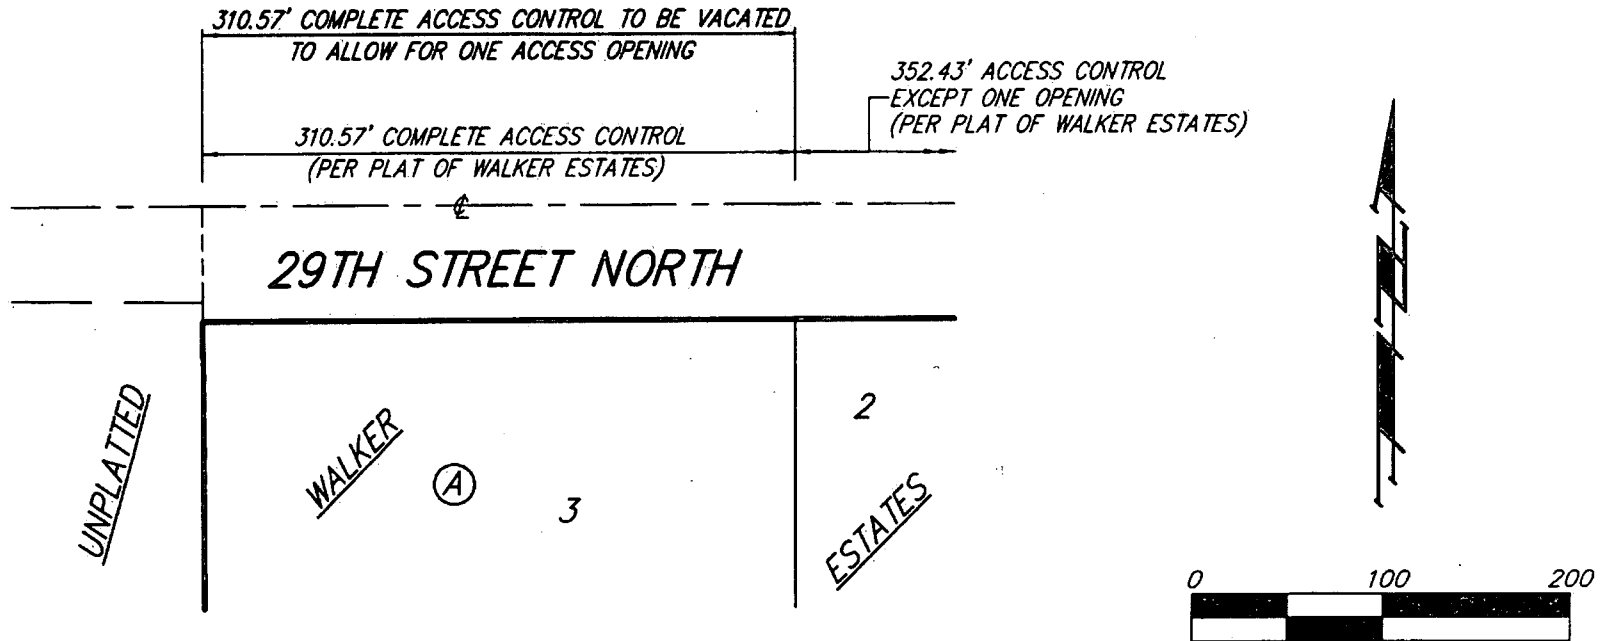 310.57' COMPLETE ACCESS CONTROL TO BE VACATED
TO ALLOW FOR ONE ACCESS OPENING
352.43' ACCESS CONTROL
EXCEPT ONE OPENING
(PER PLAT OF WALKER ESTATES)
310.57' COMPLETE ACCESS CONTROL
(PER PLAT OF WALKER ESTATES)
℄
29TH STREET NORTH
UNPLATTED
WALKER
A
3
2
ESTATES
N
0 100 200